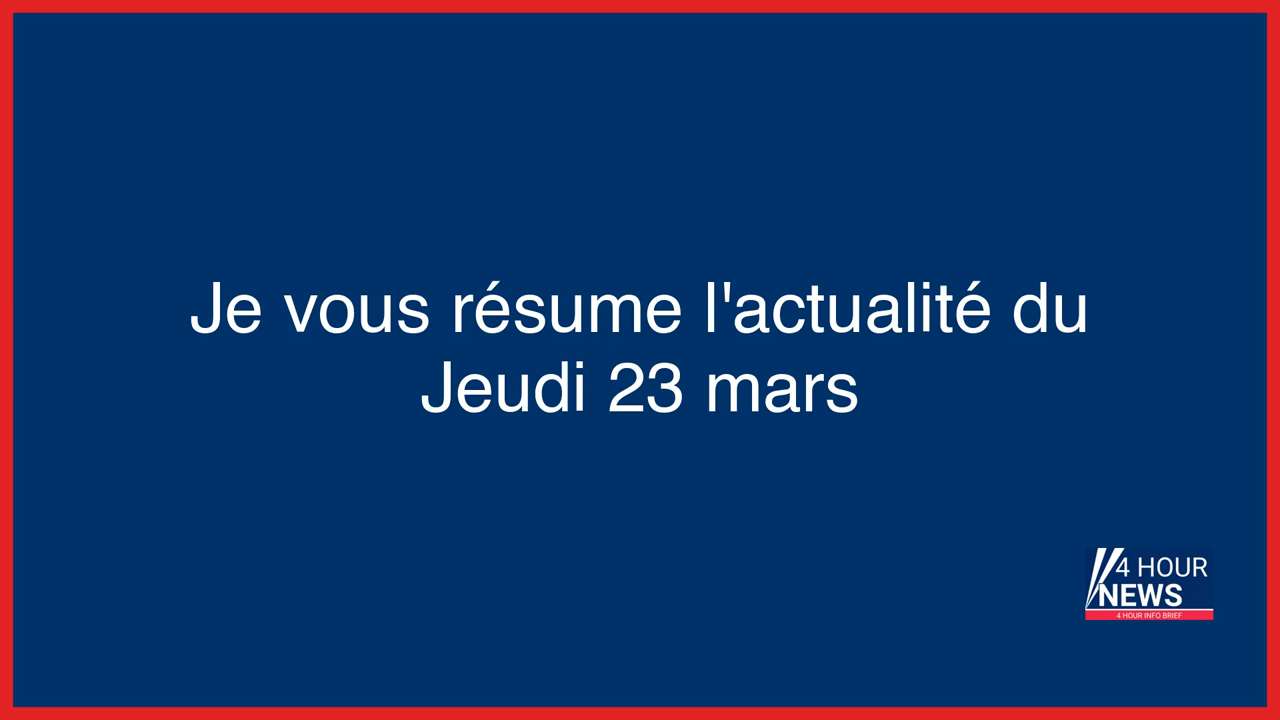 Je vous résume l'actualité du
Jeudi 23 mars
4 HOUR
NEWS
4 HOUR INFO BRIEF